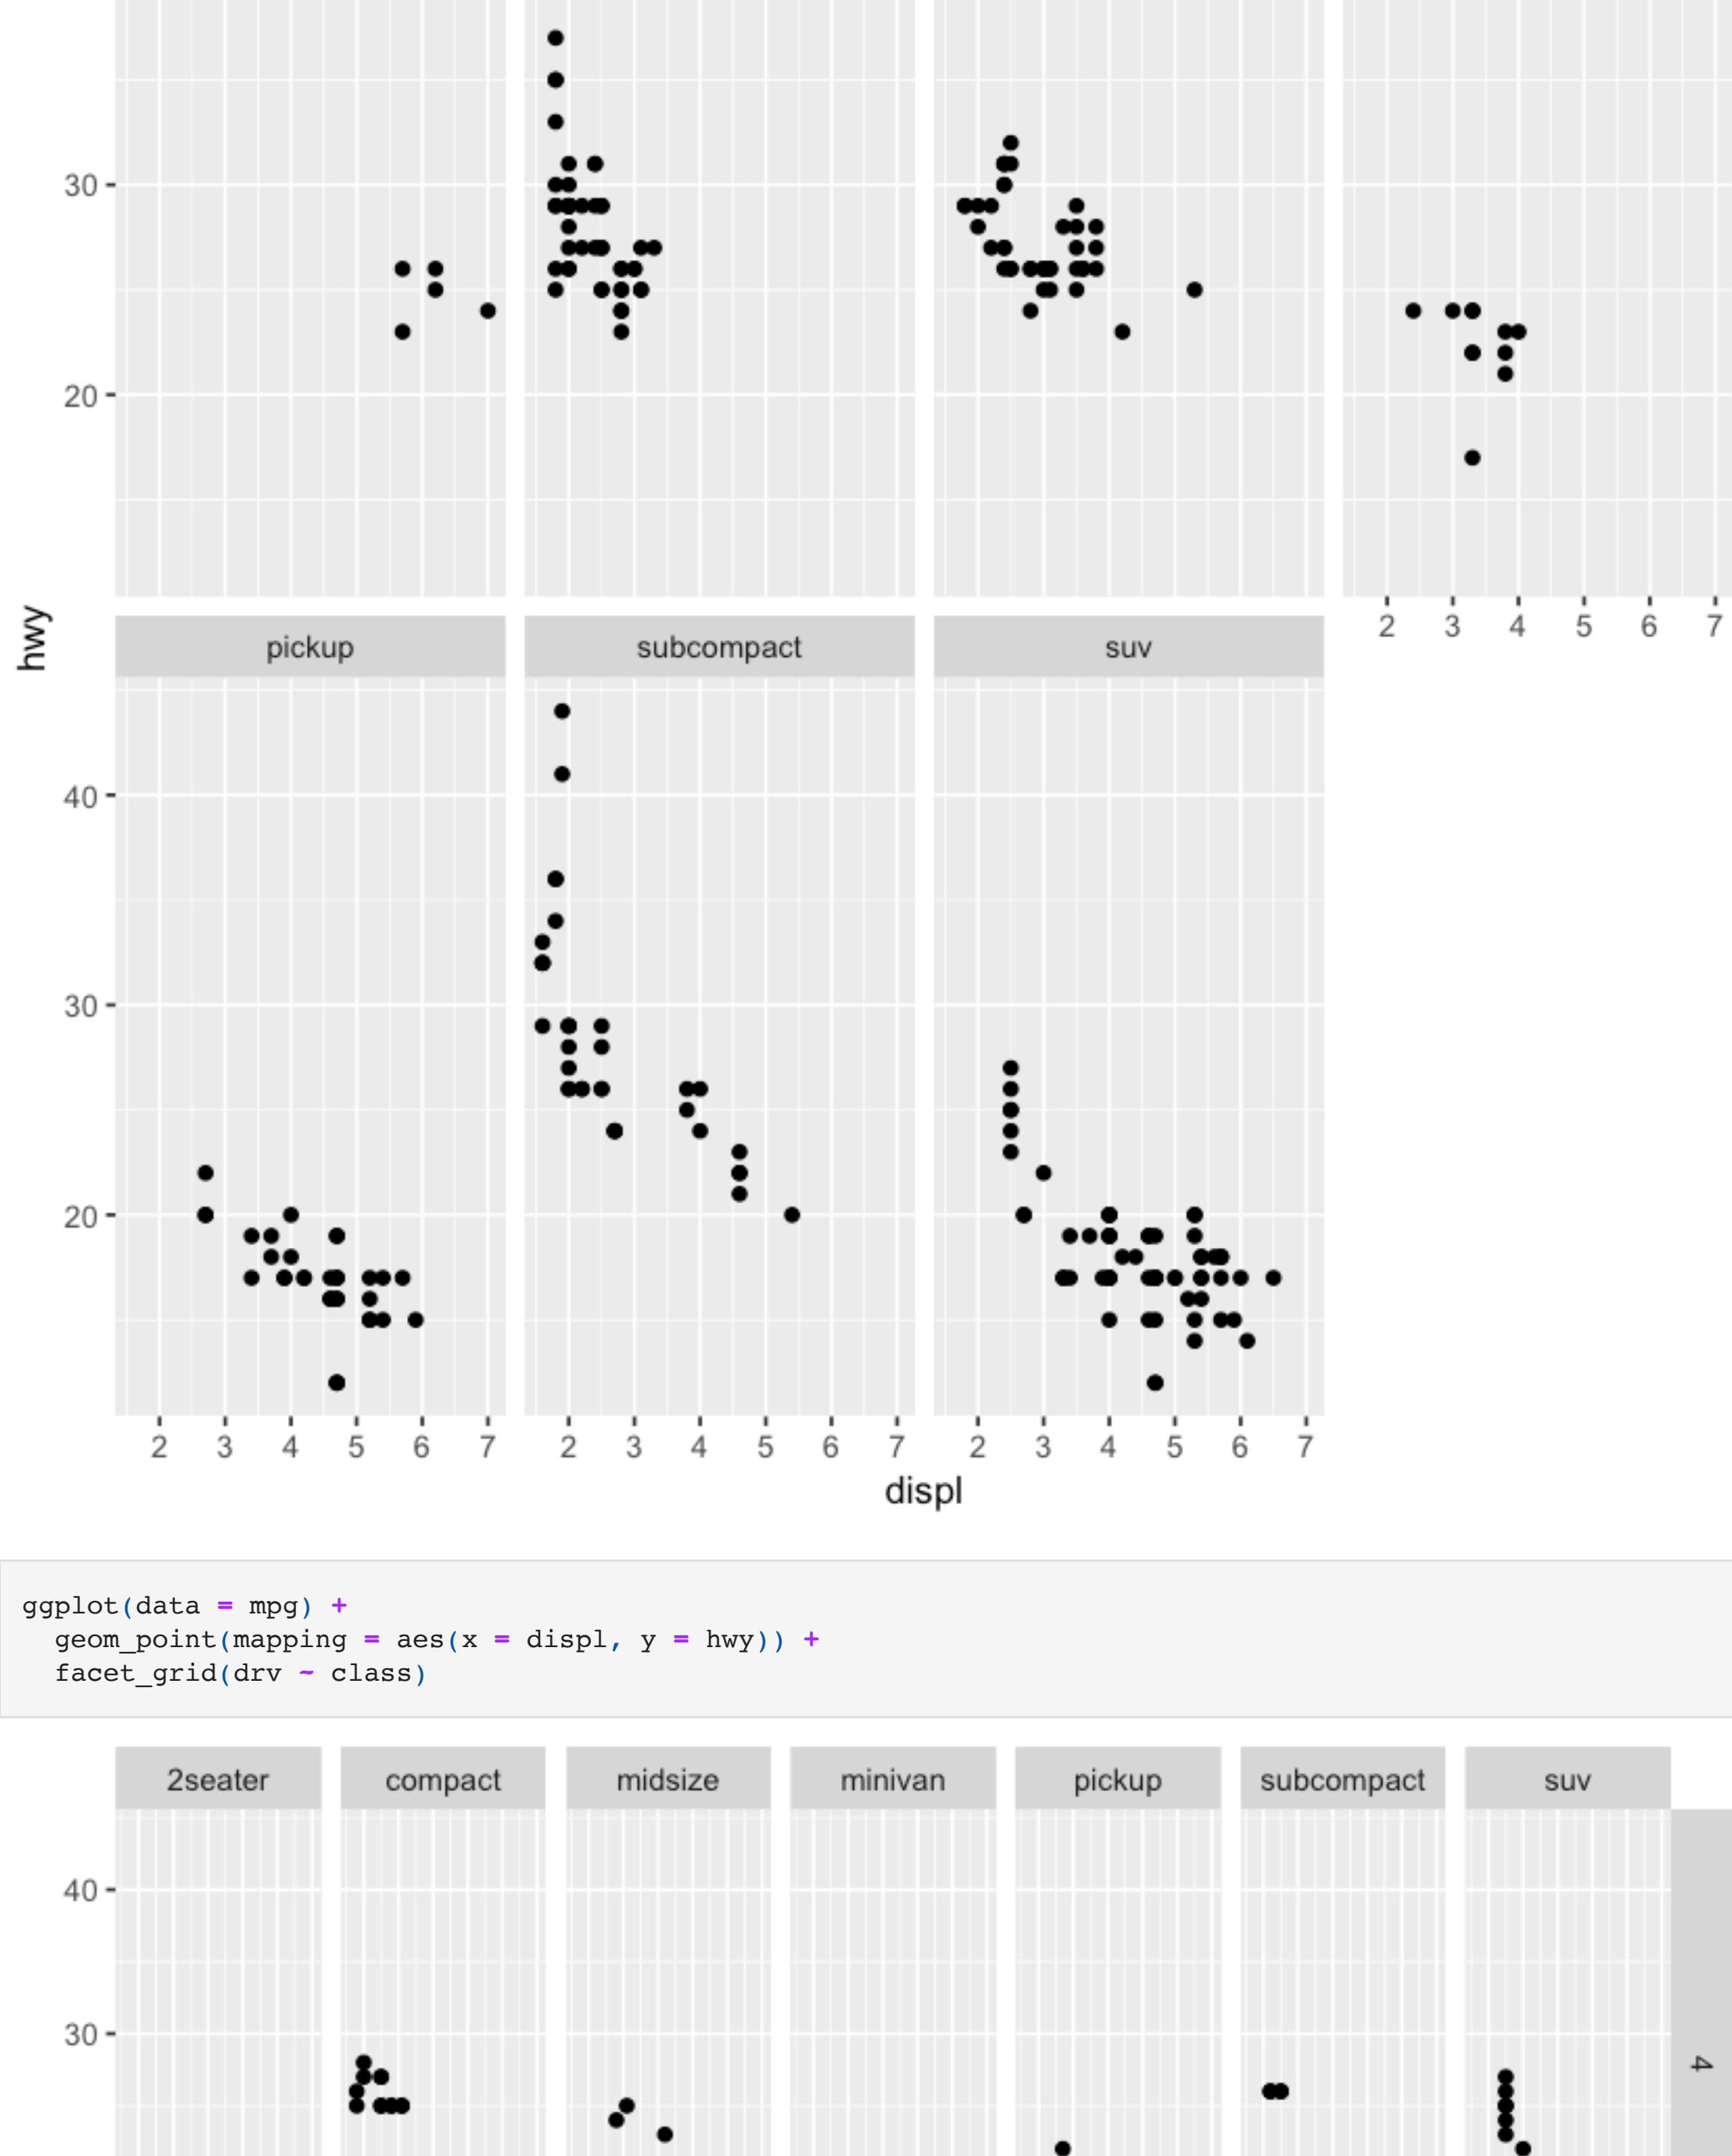 30
20
hwy
2 3 4 5 6 7
pickup subcompact suv
40
30
20
2 3 4 5 6 7 2 3 4 5 6 7 2 3 4 5 6 7
displ
ggplot(data = mpg) +
  geom_point(mapping = aes(x = displ, y = hwy)) +
  facet_grid(drv ~ class)
2seater compact midsize minivan pickup subcompact suv
40
30
4